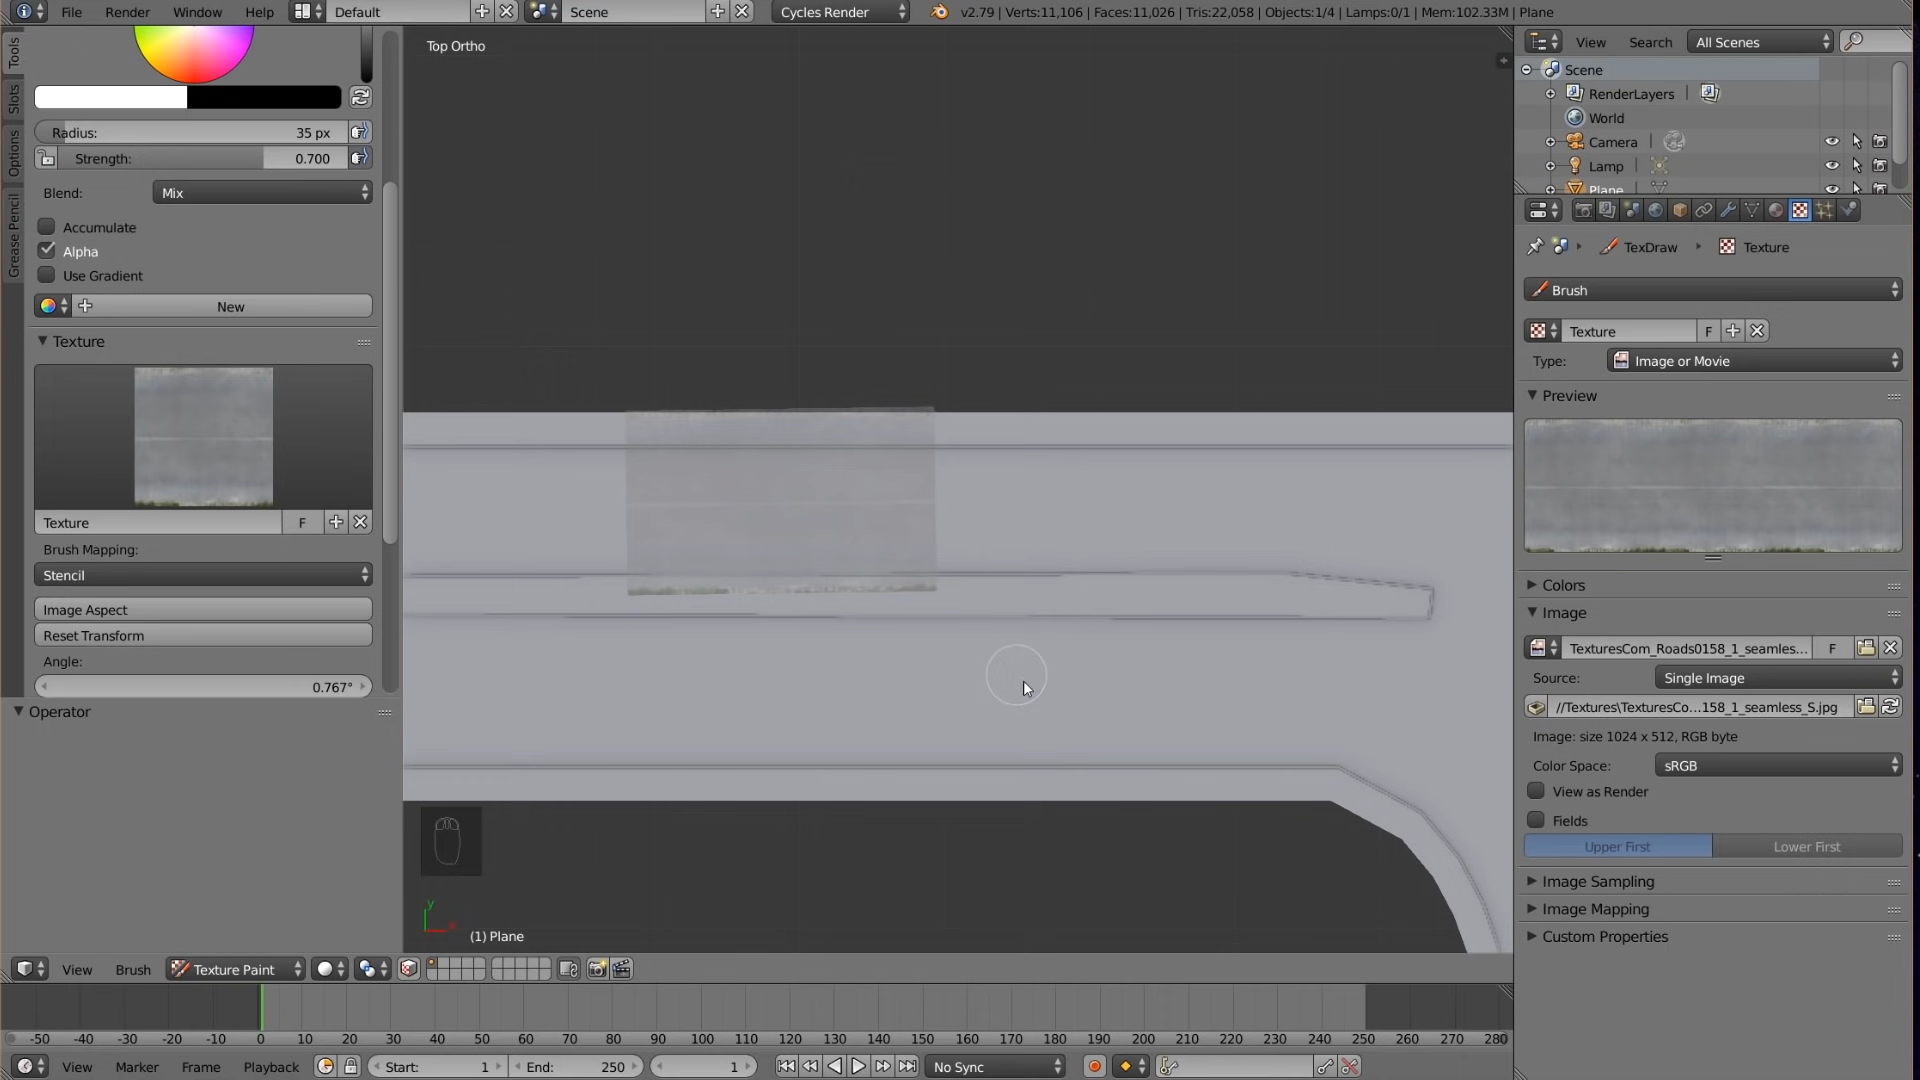 File Render Window Help Default Scene Cycles Render v2.79 | Verts:11,106 | Faces:11,026 | Tris:22,058 | Objects:1/4 | Lamps:0/1 | Mem:102.33M | Plane
Tools
Slots
Options
Grease Pencil
Radius: 35 px
Strength: 0.700
Blend: Mix
Accumulate
Alpha
Use Gradient
New
Texture
Texture F
Brush Mapping:
Stencil
Image Aspect
Reset Transform
Angle:
0.767°
Operator
Top Ortho
y
(1) Plane
View Brush Texture Paint
-50 -40 -30 -20 -10 0 10 20 30 40 50 60 70 80 90 100 110 120 130 140 150 160 170 180 190 200 210 220 230 240 250 260 270 280
View Marker Frame Playback Start: 1 End: 250 1 No Sync
View Search All Scenes
Scene
RenderLayers |
World
Camera |
Lamp |
Plane |
TexDraw Texture
Brush
Texture F
Type: Image or Movie
Preview
Colors
Image
TexturesCom_Roads0158_1_seamles... F
Source: Single Image
//Textures\TexturesCo...158_1_seamless_S.jpg
Image: size 1024 x 512, RGB byte
Color Space: sRGB
View as Render
Fields
Upper First Lower First
Image Sampling
Image Mapping
Custom Properties